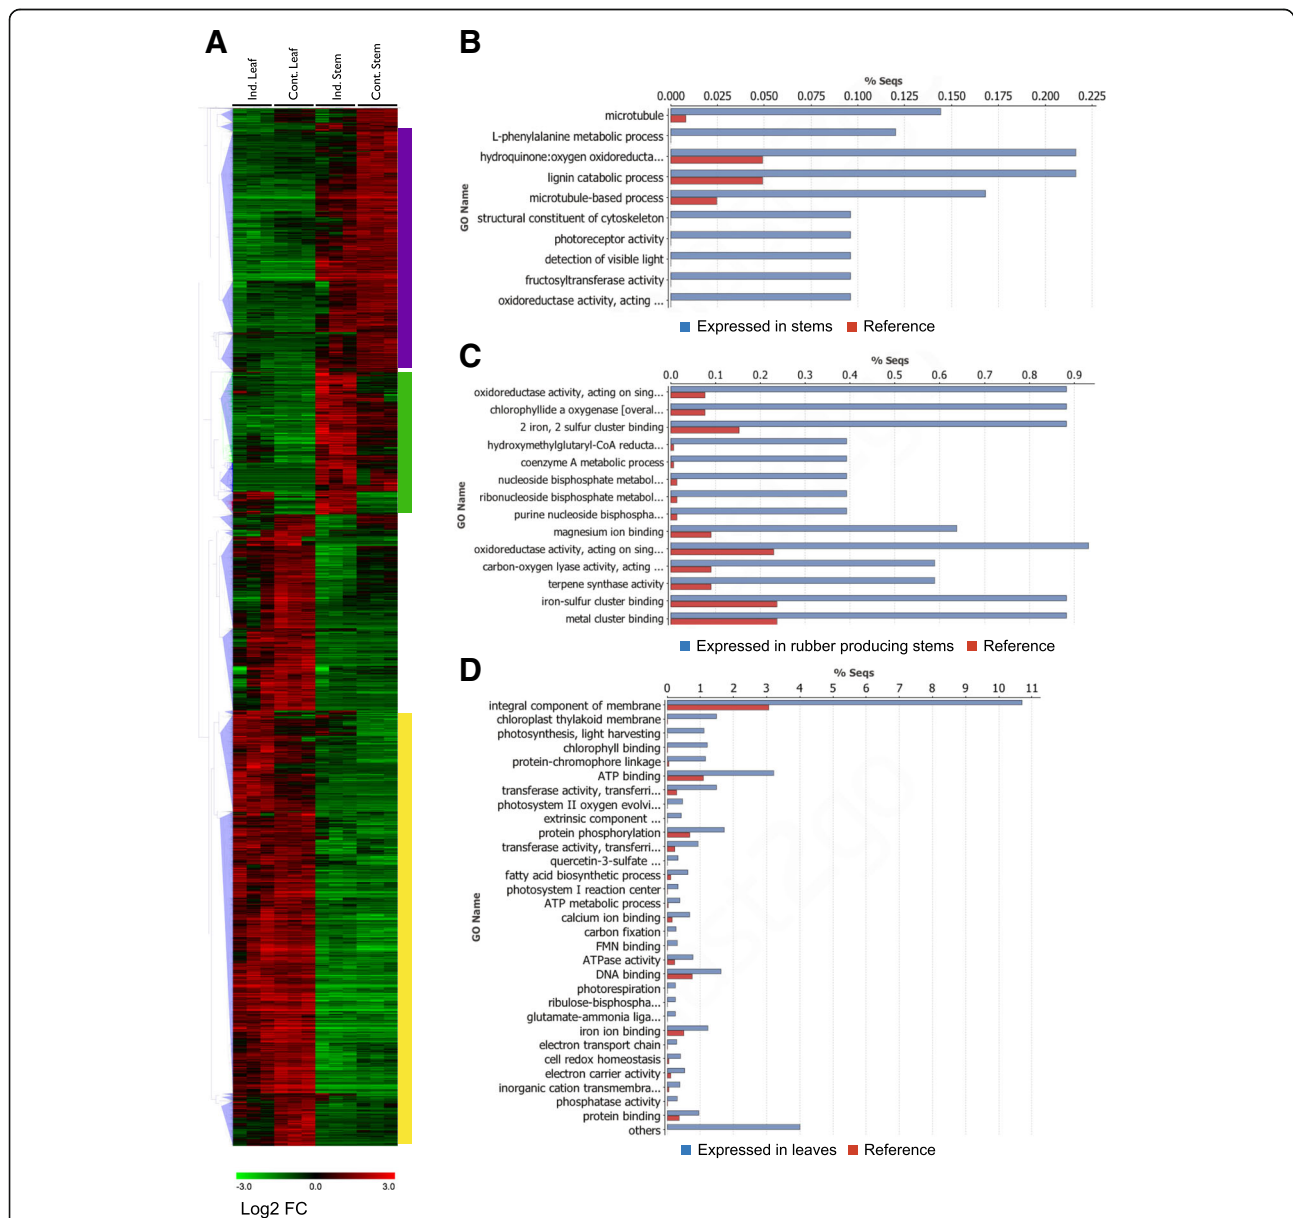 A
Ind. Leaf
Cont. Leaf
Ind. Stem
Cont. Stem
-3.0 0.0 3.0
Log2 FC
B
% Seqs
0.000 0.025 0.050 0.075 0.100 0.125 0.150 0.175 0.200 0.225
GO Name
microtubule
L-phenylalanine metabolic process
hydroquinone:oxygen oxidoreducta...
lignin catabolic process
microtubule-based process
structural constituent of cytoskeleton
photoreceptor activity
detection of visible light
fructosyltransferase activity
oxidoreductase activity, acting ...
Expressed in stems Reference
C
% Seqs
0.0 0.1 0.2 0.3 0.4 0.5 0.6 0.7 0.8 0.9
GO Name
oxidoreductase activity, acting on sing...
chlorophyllide a oxygenase [overal...
2 iron, 2 sulfur cluster binding
hydroxymethylglutaryl-CoA reducta...
coenzyme A metabolic process
nucleoside bisphosphate metabol...
ribonucleoside bisphosphate metabol...
purine nucleoside bisphospha...
magnesium ion binding
oxidoreductase activity, acting on sing...
carbon-oxygen lyase activity, acting ...
terpene synthase activity
iron-sulfur cluster binding
metal cluster binding
Expressed in rubber producing stems Reference
D
% Seqs
0 1 2 3 4 5 6 7 8 9 10 11
GO Name
integral component of membrane
chloroplast thylakoid membrane
photosynthesis, light harvesting
chlorophyll binding
protein-chromophore linkage
ATP binding
transferase activity, transferri...
photosystem II oxygen evolvi...
extrinsic component ...
protein phosphorylation
transferase activity, transferri...
quercetin-3-sulfate ...
fatty acid biosynthetic process
photosystem I reaction center
ATP metabolic process
calcium ion binding
carbon fixation
FMN binding
ATPase activity
DNA binding
photorespiration
ribulose-bisphospha...
glutamate-ammonia liga...
iron ion binding
electron transport chain
cell redox homeostasis
electron carrier activity
inorganic cation transmembra...
phosphatase activity
protein binding
others
Expressed in leaves Reference